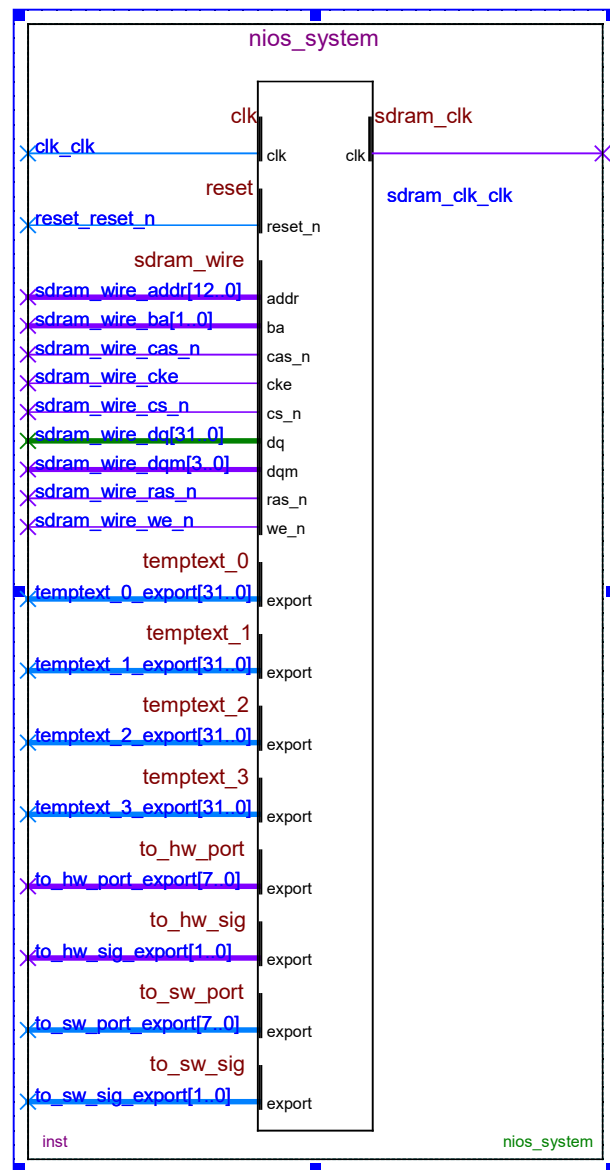 nios_system
clk sdram_clk
clk_clk clk clk
reset sdram_clk_clk
reset_reset_n reset_n
sdram_wire
sdram_wire_addr[12..0] addr
sdram_wire_ba[1..0] ba
sdram_wire_cas_n cas_n
sdram_wire_cke cke
sdram_wire_cs_n cs_n
sdram_wire_dq[31..0] dq
sdram_wire_dqm[3..0] dqm
sdram_wire_ras_n ras_n
sdram_wire_we_n we_n
temptext_0
temptext_0_export[31..0] export
temptext_1
temptext_1_export[31..0] export
temptext_2
temptext_2_export[31..0] export
temptext_3
temptext_3_export[31..0] export
to_hw_port
to_hw_port_export[7..0] export
to_hw_sig
to_hw_sig_export[1..0] export
to_sw_port
to_sw_port_export[7..0] export
to_sw_sig
to_sw_sig_export[1..0] export
inst nios_system